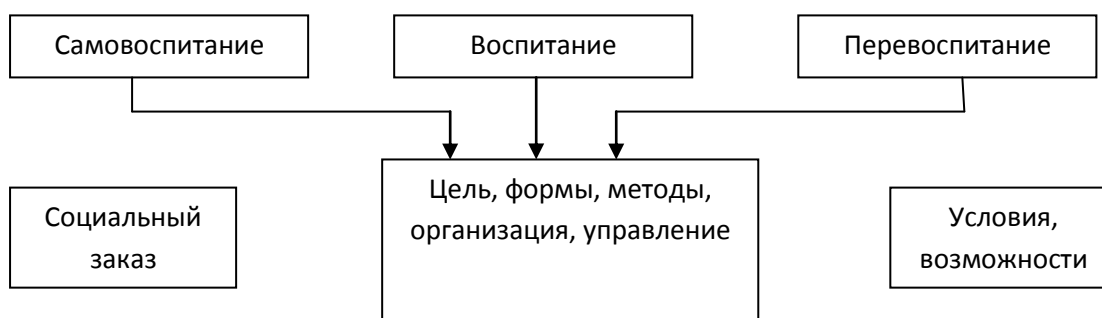 Самовоспитание
Воспитание
Перевоспитание
Социальный
заказ
Цель, формы, методы,
организация, управление
Условия,
возможности